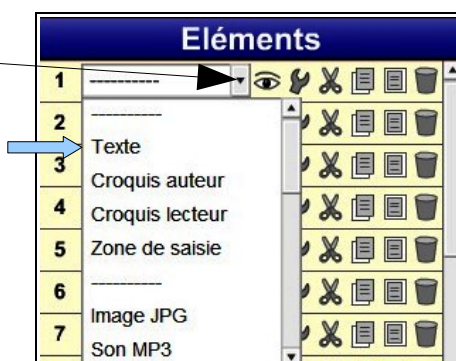 Eléments
1 ----------
2 ----------
Texte
3
Croquis auteur
4 Croquis lecteur
5 Zone de saisie
6 ----------
Image JPG
7
Son MP3